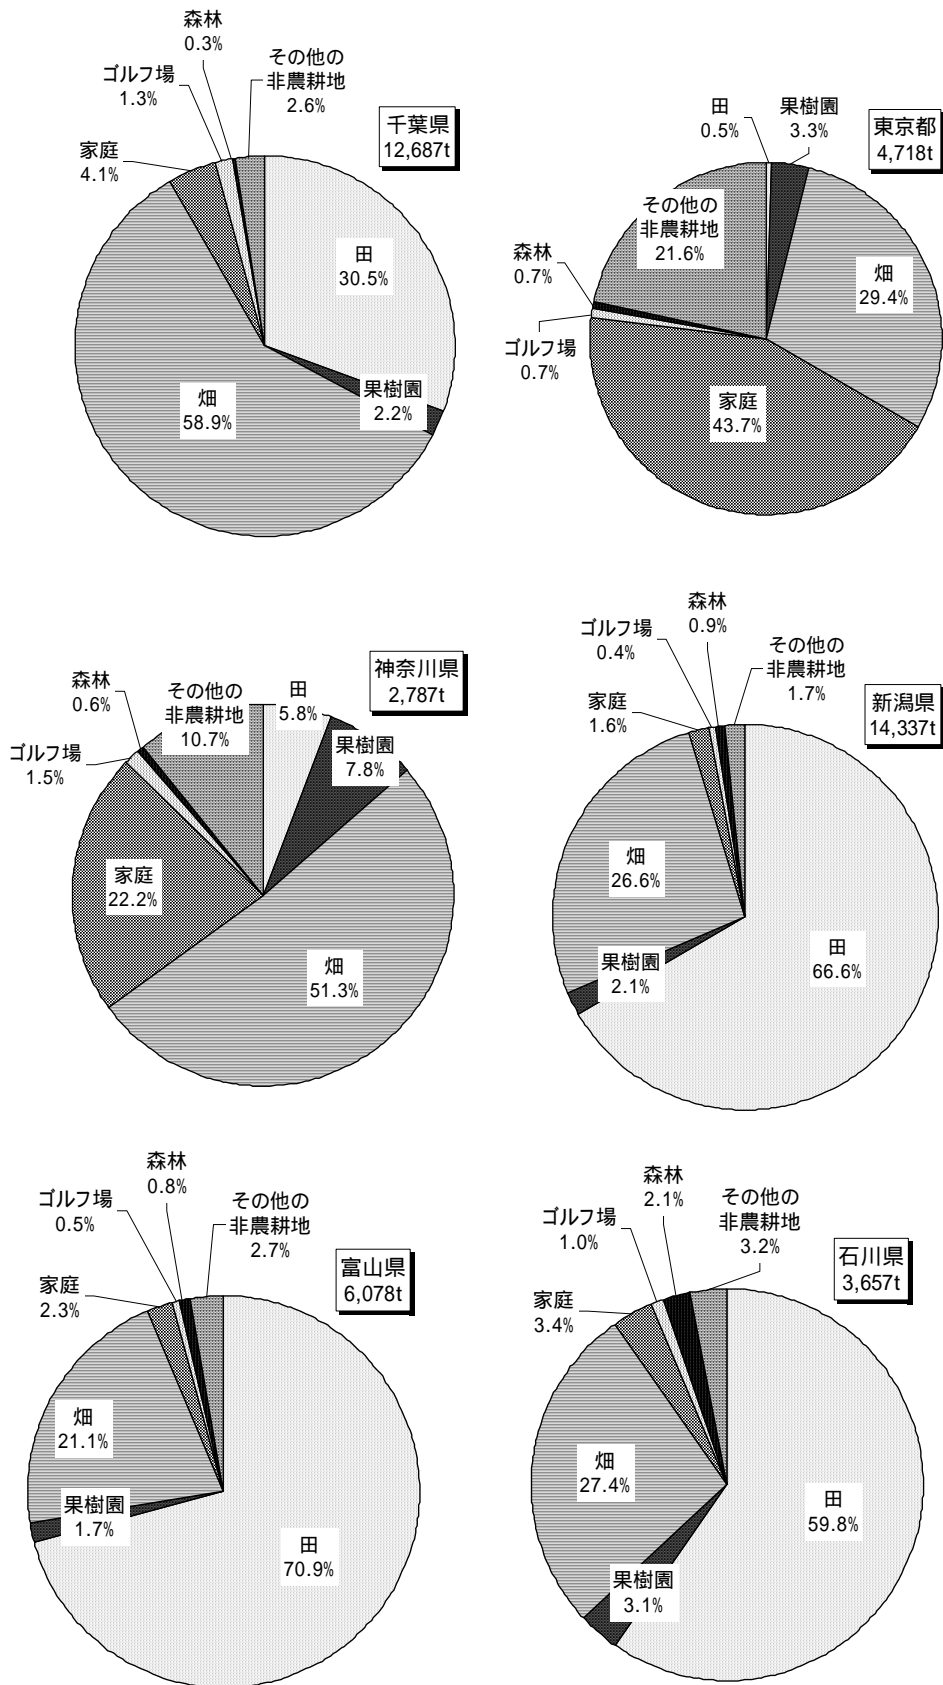 森林
0.3%
ゴルフ場
1.3%
その他の
非農耕地
2.6%
千葉県
12,687t
家庭
4.1%
田
30.5%
果樹園
2.2%
畑
58.9%
田
0.5%
果樹園
3.3%
東京都
4,718t
その他の
非農耕地
21.6%
森林
0.7%
畑
29.4%
ゴルフ場
0.7%
家庭
43.7%
森林
0.6%
その他の
非農耕地
10.7%
田
5.8%
神奈川県
2,787t
ゴルフ場
1.5%
果樹園
7.8%
家庭
22.2%
畑
51.3%
森林
0.9%
ゴルフ場
0.4%
その他の
非農耕地
1.7%
新潟県
14,337t
家庭
1.6%
畑
26.6%
果樹園
2.1%
田
66.6%
森林
0.8%
ゴルフ場
0.5%
その他の
非農耕地
2.7%
富山県
6,078t
家庭
2.3%
畑
21.1%
果樹園
1.7%
田
70.9%
森林
2.1%
ゴルフ場
1.0%
その他の
非農耕地
3.2%
石川県
3,657t
家庭
3.4%
畑
27.4%
田
59.8%
果樹園
3.1%